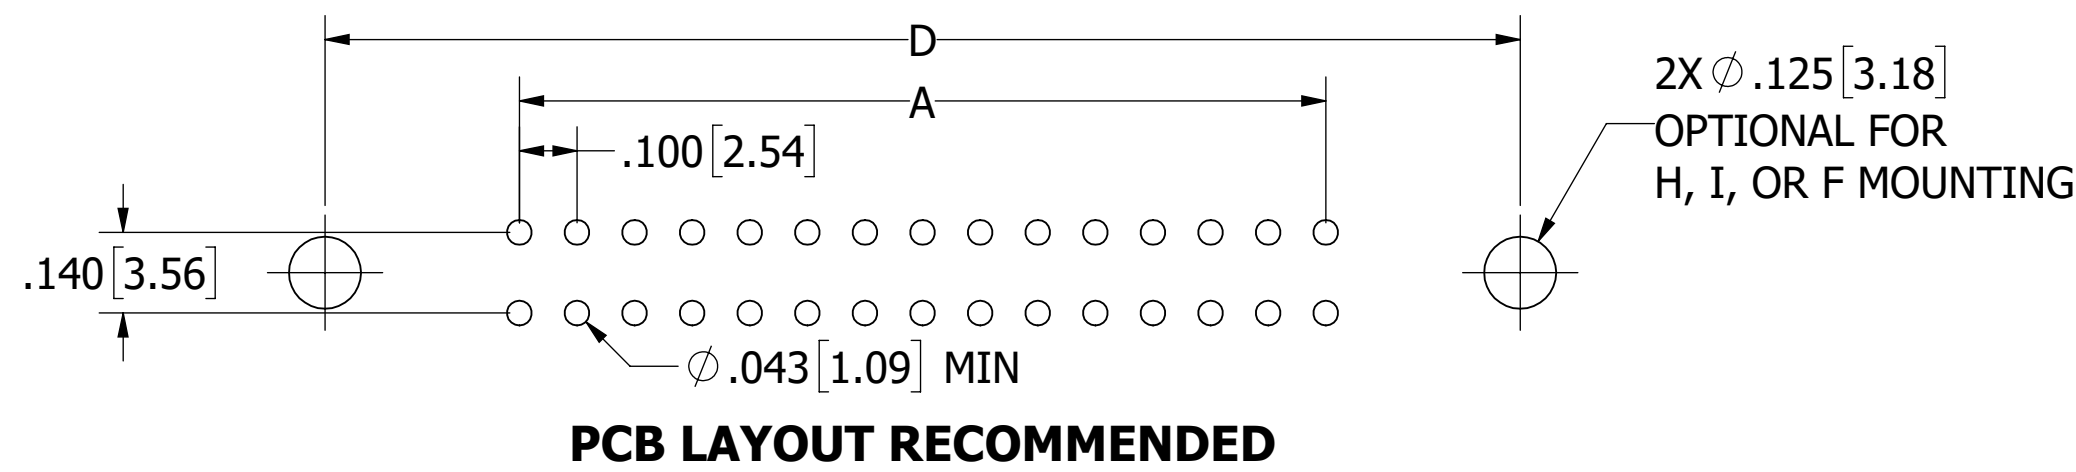 D
A
.100[2.54]
2X ∅ .125[3.18]
OPTIONAL FOR
H, I, OR F MOUNTING
.140[3.56]
∅ .043[1.09] MIN
PCB LAYOUT RECOMMENDED